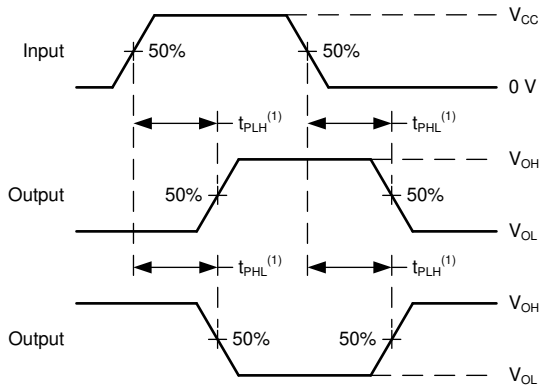 V_CC
Input 50% 50%
0 V
t_PLH^(1) t_PHL^(1)
V_OH
Output 50% 50%
V_OL
t_PHL^(1) t_PLH^(1)
V_OH
Output 50% 50%
V_OL